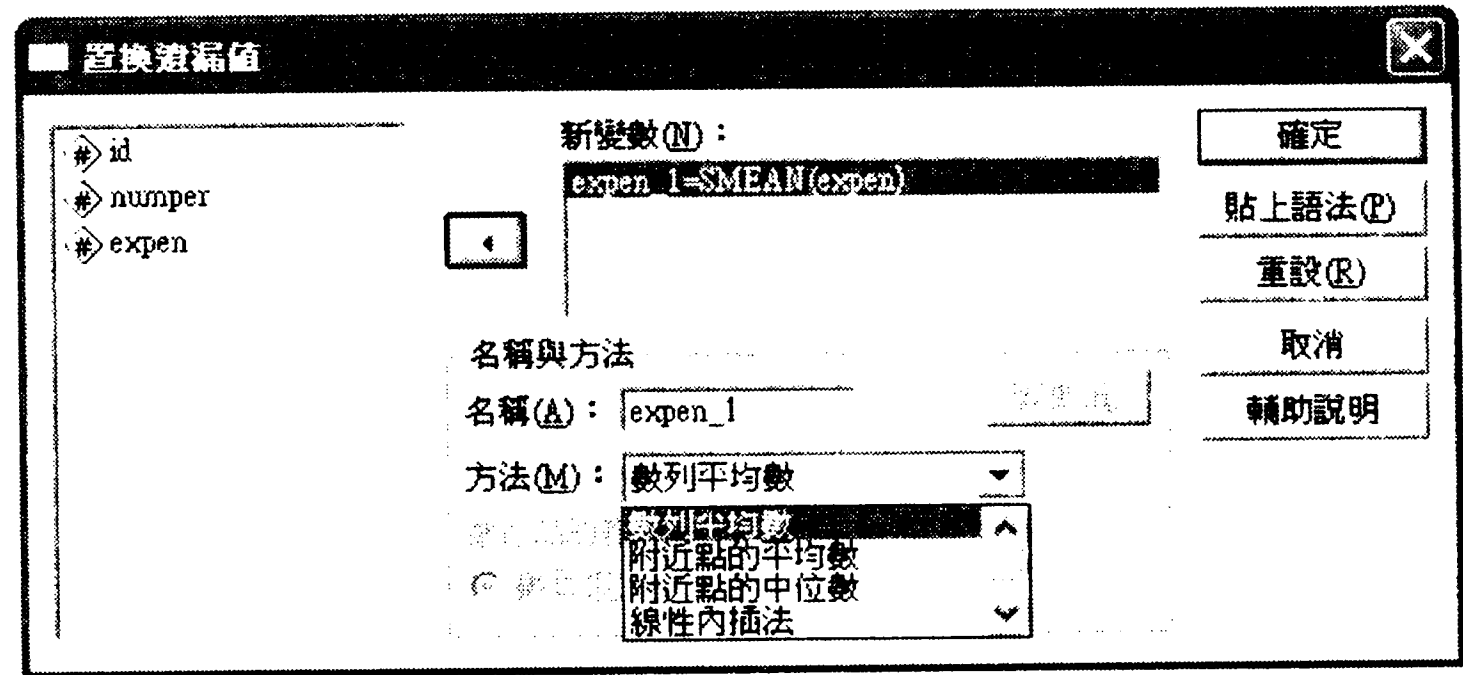 置換遺漏值
id
numper
expen
新變數(N)：
expen_1=SMEAN(expen)
名稱與方法
名稱(A)：
expen_1
方法(M)：
數列平均數
數列平均數
附近點的平均數
附近點的中位數
線性內插法
確定
貼上語法(P)
重設(R)
取消
輔助說明